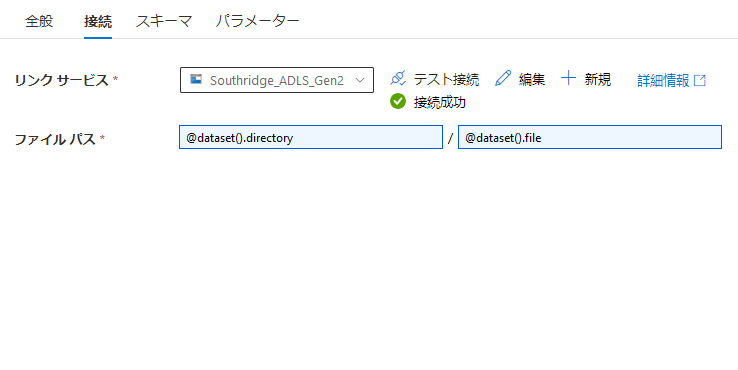 全般 接続 スキーマ パラメーター
リンク サービス * Southridge_ADLS_Gen2 テスト接続 編集 新規 詳細情報
接続成功
ファイル パス * @dataset().directory / @dataset().file